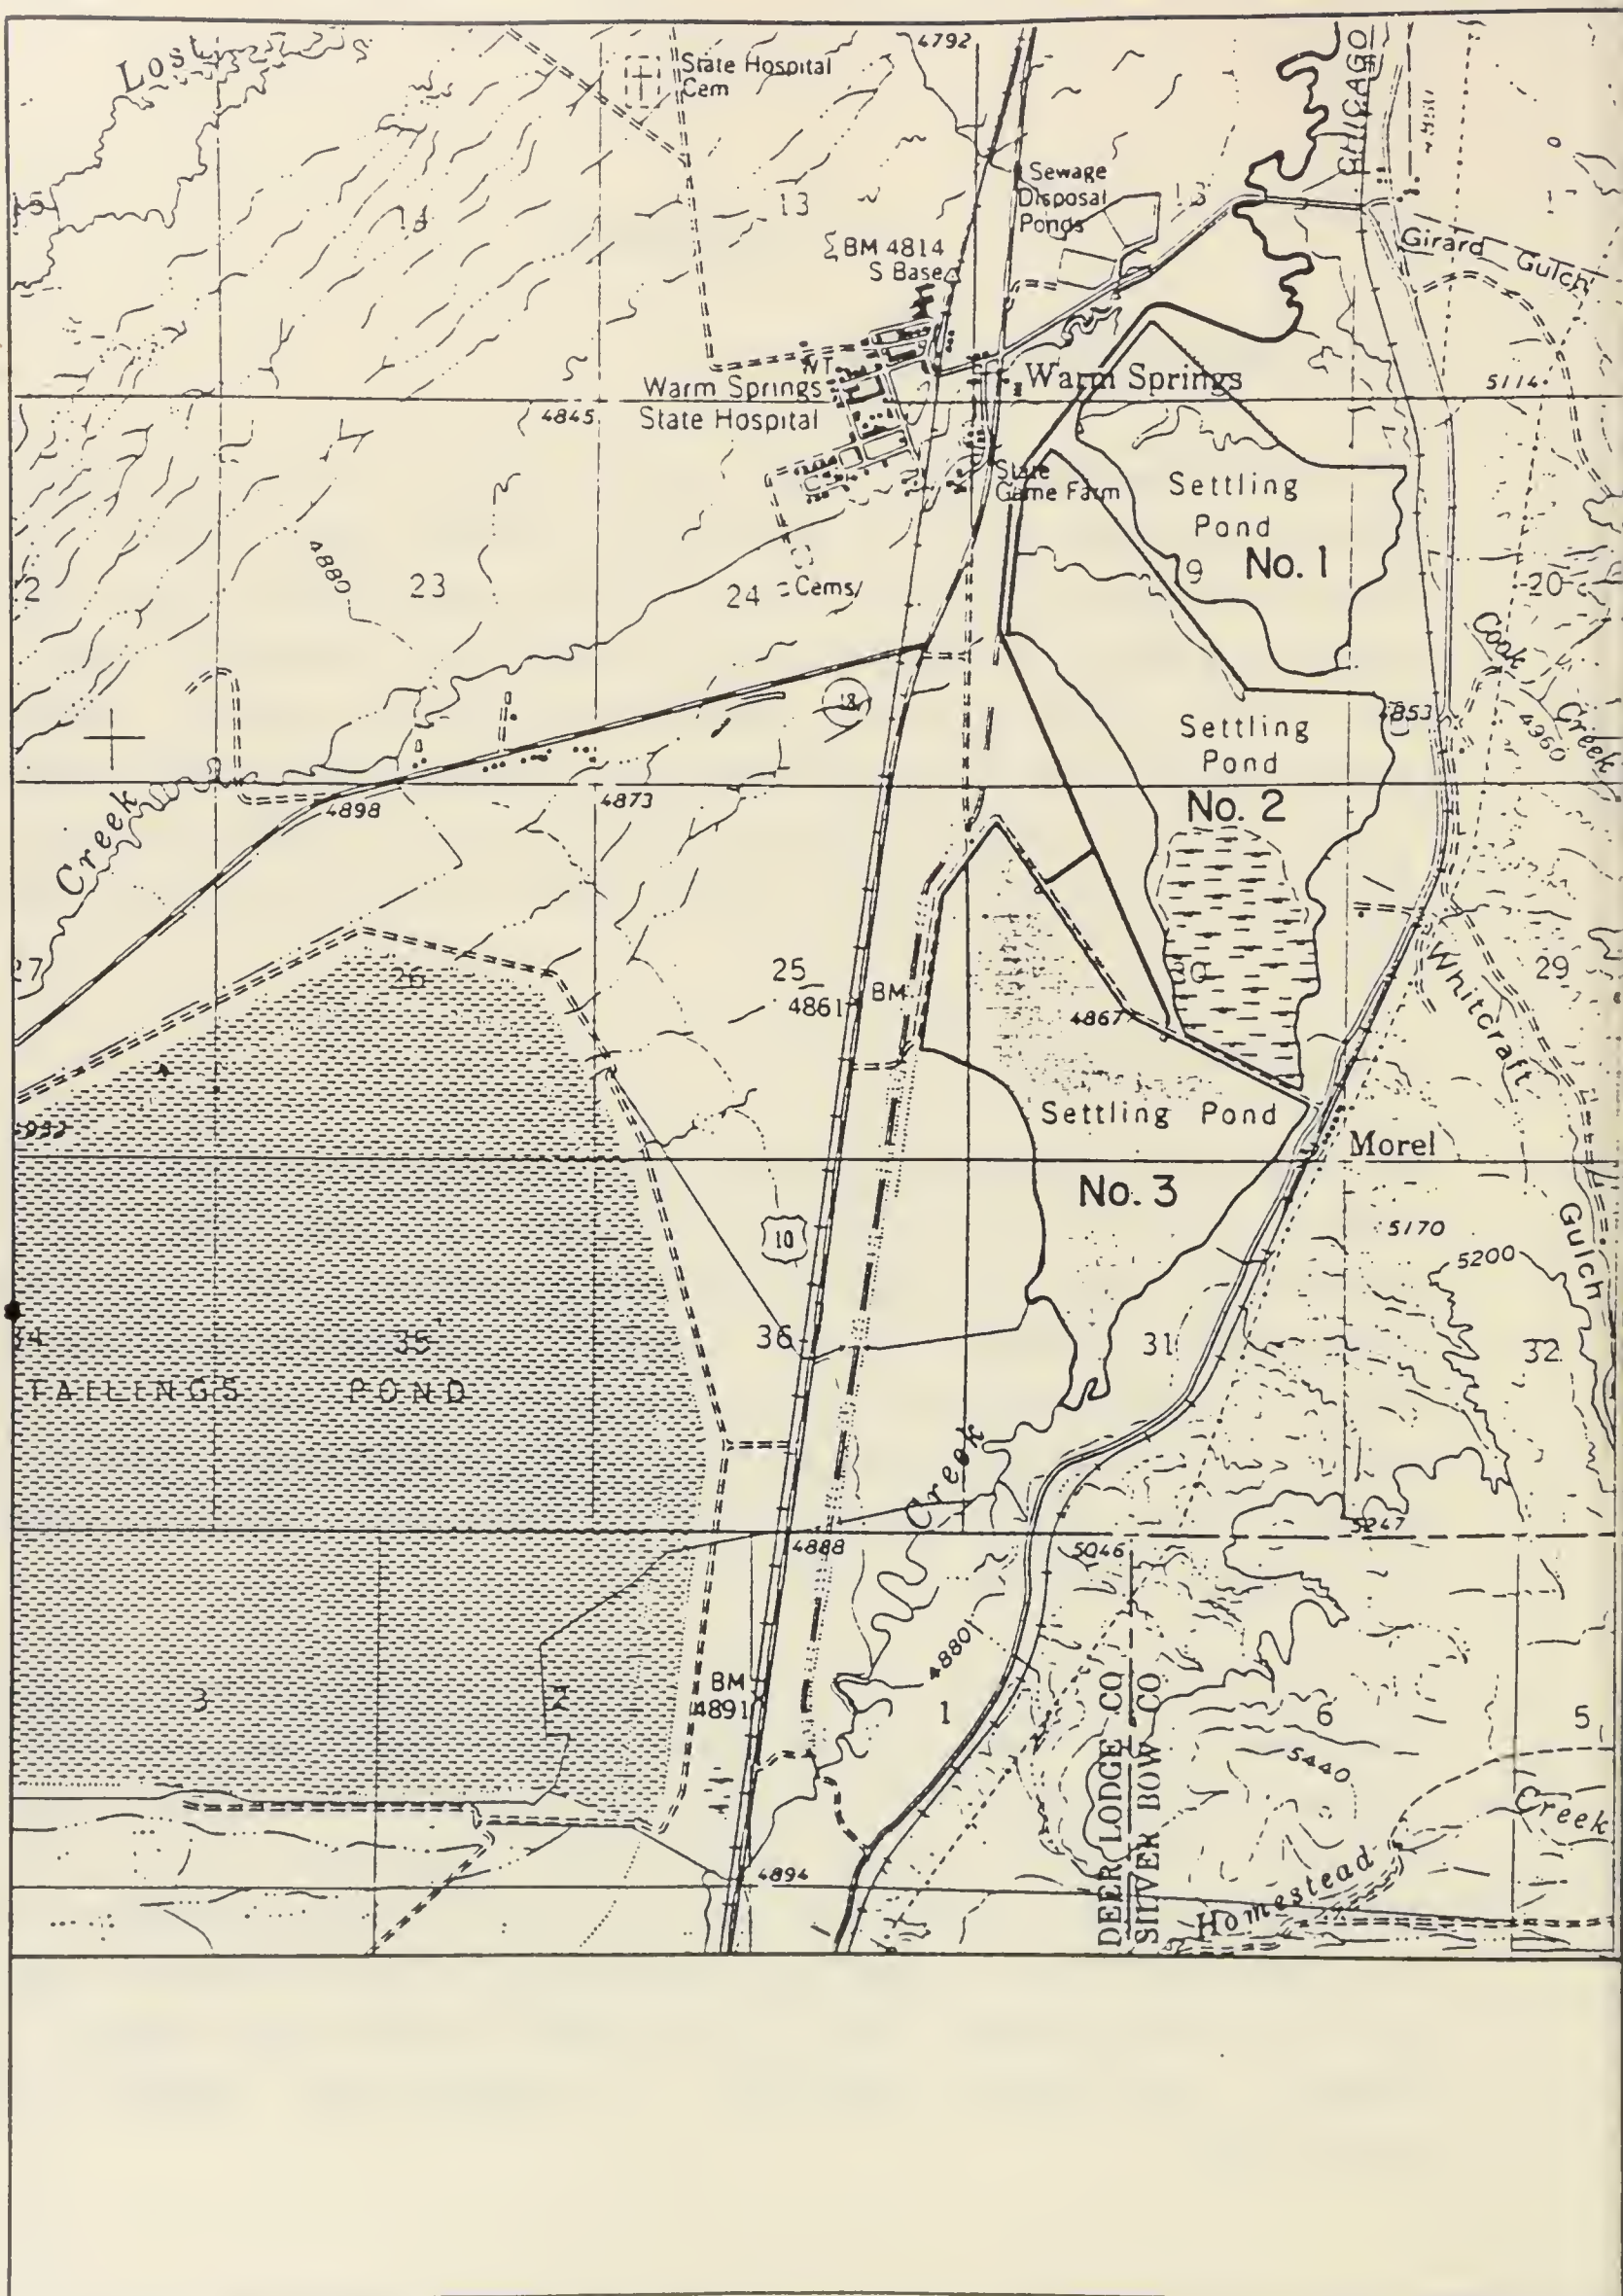 Lost
State Hospital
Cem
4792
CHICAGO
Sewage
Disposal
Ponds
14
13
Girard Gulch
BM 4814
S Base
WT
Warm Springs
State Hospital
Warm Springs
4845
5114
State
Game Farm
Settling
Pond
No. 1
4880
23
24
Cems
20
Cook Creek
4960
18
4853
Settling
Pond
No. 2
4898
4873
Creek
27
26
25
4861
BM
4867
29
Whitcraft Gulch
Settling Pond
Morel
No. 3
10
5170
5200
34
35
36
31
32
TAILINGS POND
Creek
4888
5046
5247
4880
BM
4891
3
2
1
6
5
5440
DEER LODGE CO
SILVER BOW CO
Homestead Creek
4894